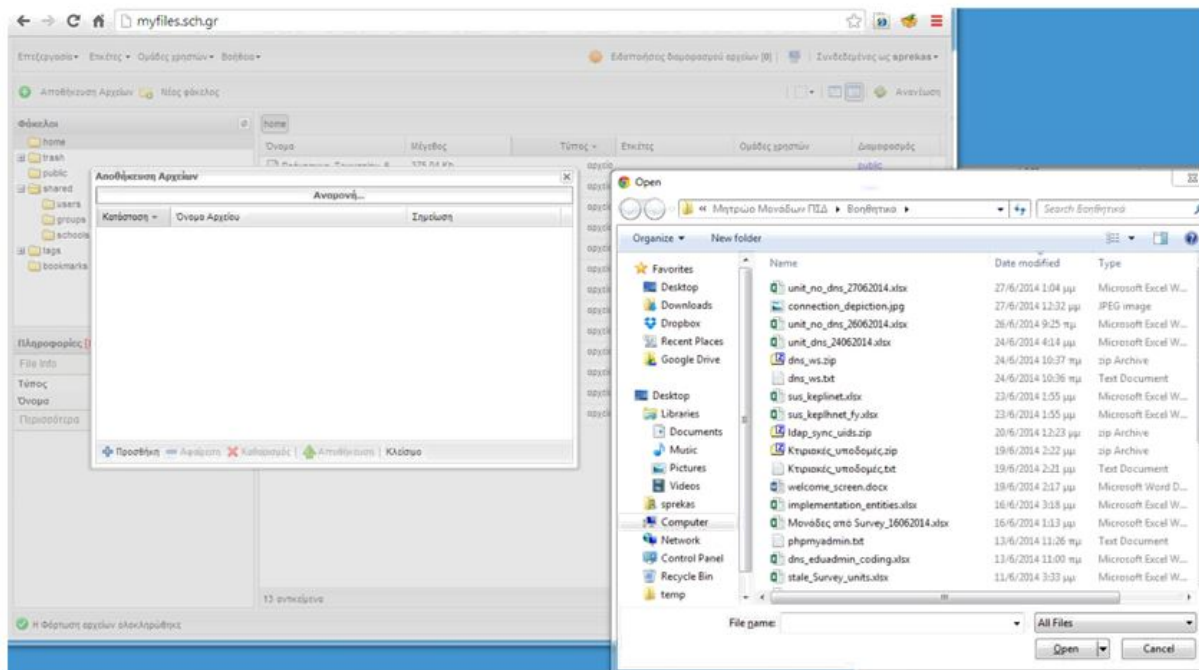 myfiles.sch.gr
Επεξεργασία Ετικέτες Ομάδες χρηστών Βοήθεια
Ειδοποιήσεις διαμοιρασμού αρχείων [0] | Συνδεδεμένος ως sprekas
Αποθήκευση Αρχείων Νέος φάκελος
Ανανέωση
Φάκελοι
home
trash
public
shared
users
groups
schools
tags
bookmarks
home
Όνομα Μέγεθος Τύπος Ετικέτες Ομάδες χρηστών Διαμοιρασμός
375.04 Kb αρχείο public
Αποθήκευση Αρχείων
Αναμονή...
Κατάσταση Όνομα Αρχείου Σημείωση
Προσθήκη Αφαίρεση Καθαρισμός | Αποθήκευση | Κλείσιμο
Πληροφορίες
File Info
Τύπος
Όνομα
Περισσότερα
13 αντικείμενα
Η Φόρτωση αρχείων ολοκληρώθηκε
Open
« Μητρώο Μονάδων ΠΣΔ Βοηθητικα
Search Βοηθητικα
Organize New folder
Favorites
Desktop
Downloads
Dropbox
Recent Places
Google Drive
Desktop
Libraries
Documents
Music
Pictures
Videos
sprekas
Computer
Network
Control Panel
Recycle Bin
temp
Name Date modified Type
unit_no_dns_27062014.xlsx 27/6/2014 1:04 μμ Microsoft Excel W...
connection_depiction.jpg 27/6/2014 12:32 μμ JPEG image
unit_no_dns_26062014.xlsx 26/6/2014 9:25 πμ Microsoft Excel W...
unit_dns_24062014.xlsx 24/6/2014 4:14 μμ Microsoft Excel W...
dns_ws.zip 24/6/2014 10:37 πμ zip Archive
dns_ws.txt 24/6/2014 10:36 πμ Text Document
sus_keplinet.xlsx 23/6/2014 1:55 μμ Microsoft Excel W...
sus_keplhnet_fy.xlsx 23/6/2014 1:55 μμ Microsoft Excel W...
ldap_sync_uids.zip 20/6/2014 12:23 μμ zip Archive
Κτιριακές_υποδομές.zip 19/6/2014 2:22 μμ zip Archive
Κτιριακές_υποδομές.txt 19/6/2014 2:21 μμ Text Document
welcome_screen.docx 19/6/2014 2:17 μμ Microsoft Word D...
implementation_entities.xlsx 16/6/2014 3:18 μμ Microsoft Excel W...
Μονάδες από Survey_16062014.xlsx 16/6/2014 1:13 μμ Microsoft Excel W...
phpmyadmin.txt 13/6/2014 11:26 πμ Text Document
dns_eduadmin_coding.xlsx 13/6/2014 11:00 πμ Microsoft Excel W...
stale_Survey_units.xlsx 11/6/2014 3:33 μμ Microsoft Excel W...
File name: All Files
Open Cancel